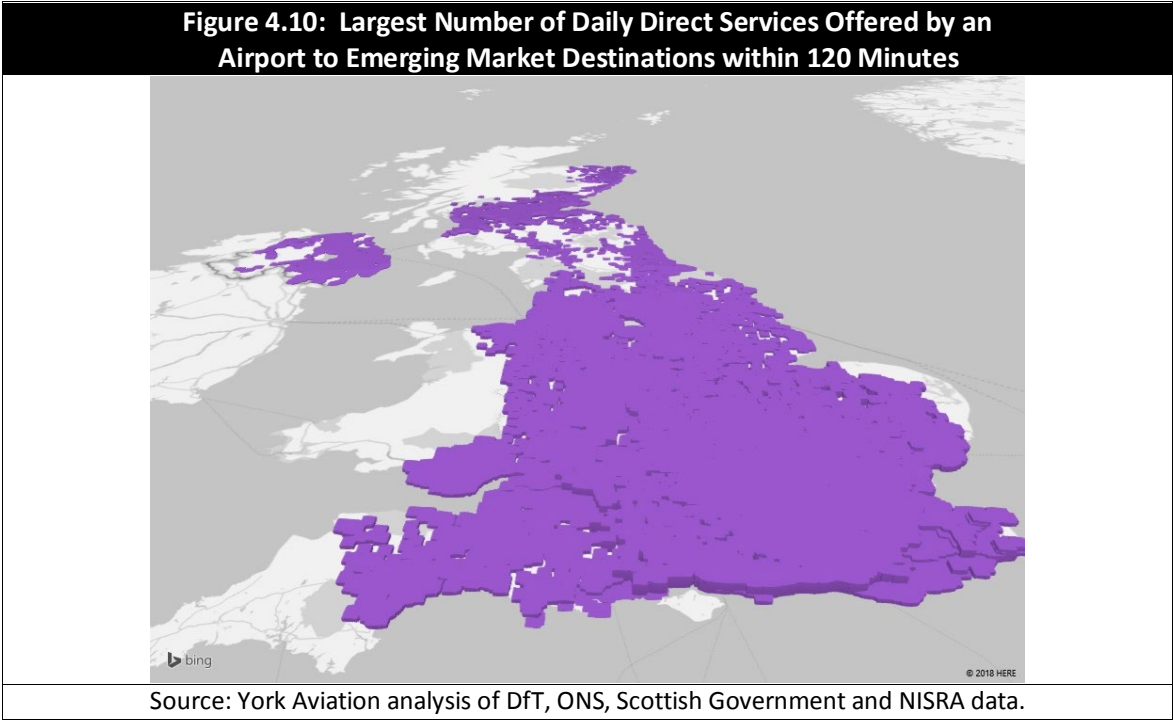 Figure 4.10: Largest Number of Daily Direct Services Offered by an
Airport to Emerging Market Destinations within 120 Minutes
bing
© 2018 HERE
Source: York Aviation analysis of DfT, ONS, Scottish Government and NISRA data.